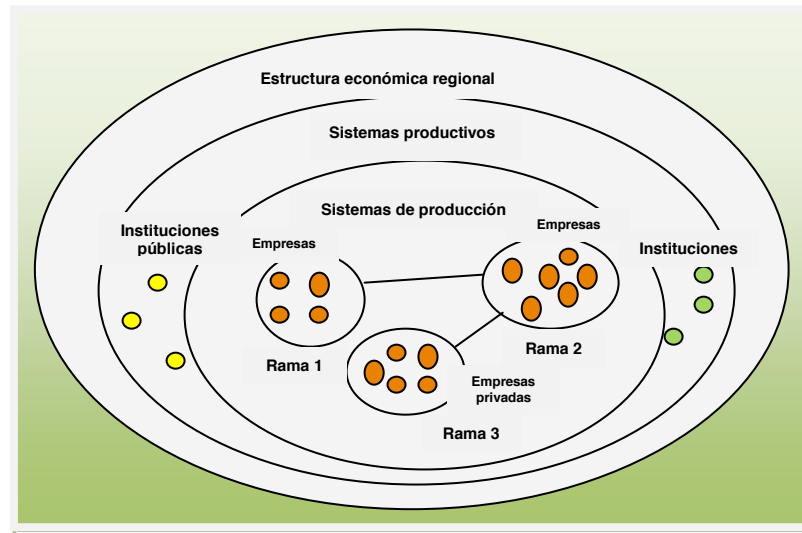 Estructura económica regional
Sistemas productivos
Sistemas de producción
Empresas
Instituciones
públicas
Empresas
Instituciones
Rama 1
Rama 2
Empresas
privadas
Rama 3